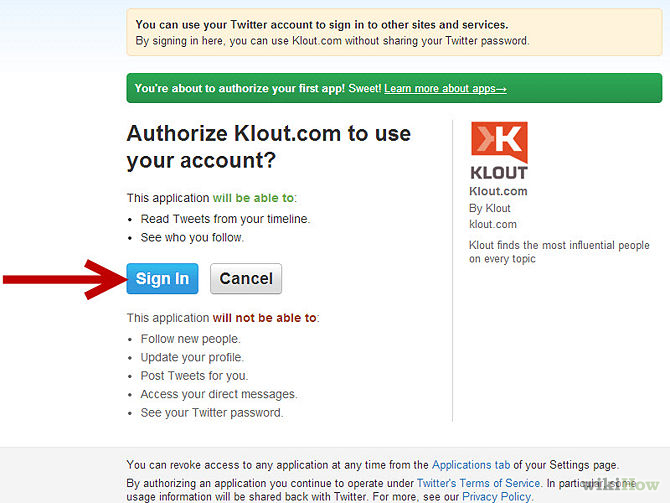 You can use your Twitter account to sign in to other sites and services.
By signing in here, you can use Klout.com without sharing your Twitter password.
You're about to authorize your first app! Sweet! Learn more about apps→
Authorize Klout.com to use
your account?
This application will be able to:
• Read Tweets from your timeline.
• See who you follow.
Sign In
Cancel
This application will not be able to:
• Follow new people.
• Update your profile.
• Post Tweets for you.
• Access your direct messages.
• See your Twitter password.
K
KLOUT
Klout.com
By Klout
klout.com
Klout finds the most influential people
on every topic
You can revoke access to any application at any time from the Applications tab of your Settings page.
By authorizing an application you continue to operate under Twitter's Terms of Service. In particular, some
usage information will be shared back with Twitter. For more, see our Privacy Policy.
wikiHow